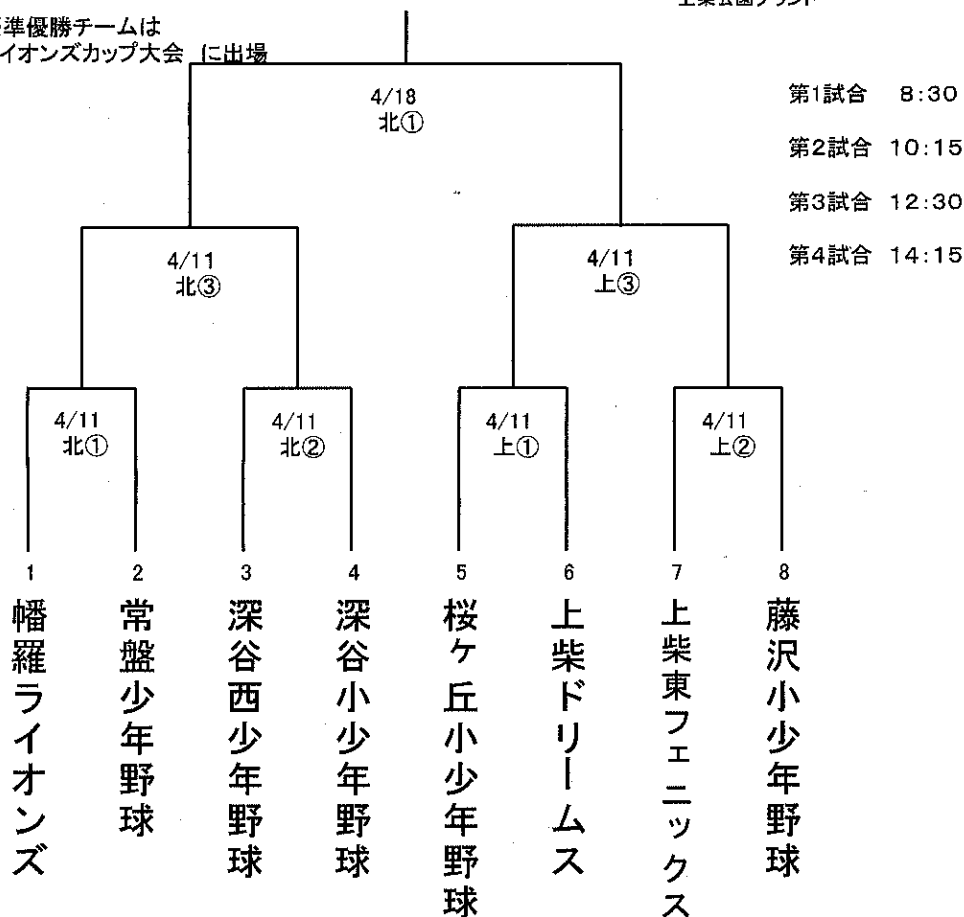 準優勝チームは
イオンズカップ大会 に出場
4/18
北①
第1試合 8:30
第2試合 10:15
第3試合 12:30
第4試合 14:15
4/11
北③
4/11
上③
4/11
北①
4/11
北②
4/11
上①
4/11
上②
1
2
3
4
5
6
7
8
幡羅ライオンズ
常盤少年野球
深谷西少年野球
深谷小少年野球
桜ケ丘小少年野球
上柴ドリームス
上柴東フェニックス
藤沢小少年野球